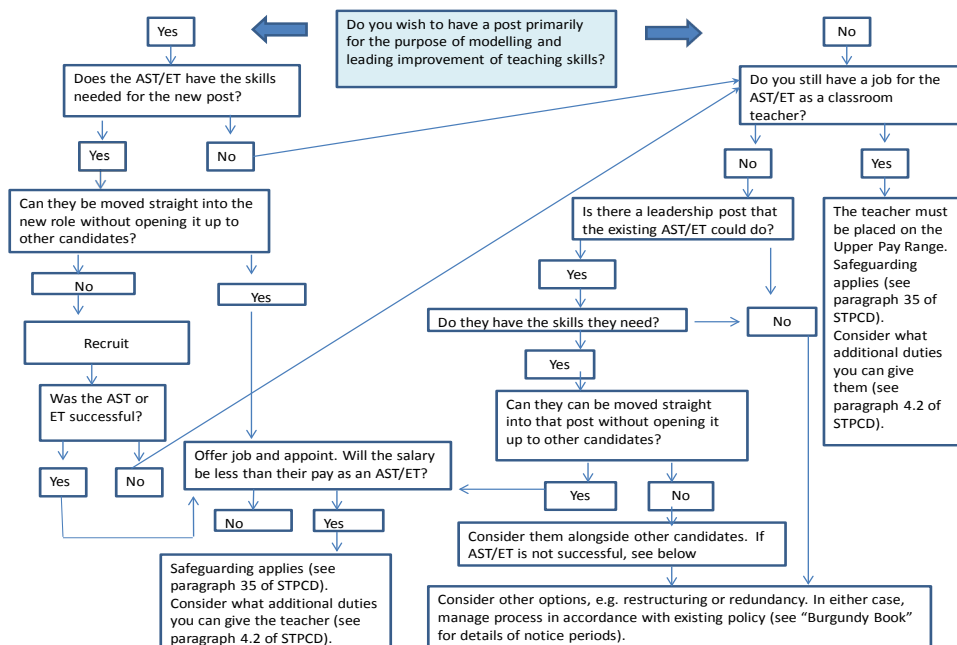 Yes
Do you wish to have a post primarily
for the purpose of modelling and
leading improvement of teaching skills?
No
Does the AST/ET have the skills
needed for the new post?
Do you still have a job for the
AST/ET as a classroom
teacher?
Yes
No
No
Yes
Can they be moved straight into the
new role without opening it up to
other candidates?
Is there a leadership post that
the existing AST/ET could do?
The teacher must
be placed on the
Upper Pay Range.
Safeguarding
applies (see
paragraph 35 of
STPCD).
Consider what
additional duties
you can give
them (see
paragraph 4.2 of
STPCD).
No
Yes
Yes
No
Recruit
Do they have the skills they need?
Yes
Was the AST or
ET successful?
Can they can be moved straight
into that post without opening it
up to other candidates?
Yes
No
Offer job and appoint. Will the salary
be less than their pay as an AST/ET?
Yes
No
No
Yes
Consider them alongside other candidates. If
AST/ET is not successful, see below
Safeguarding applies (see
paragraph 35 of STPCD).
Consider what additional duties
you can give the teacher (see
paragraph 4.2 of STPCD).
Consider other options, e.g. restructuring or redundancy. In either case,
manage process in accordance with existing policy (see “Burgundy Book”
for details of notice periods).